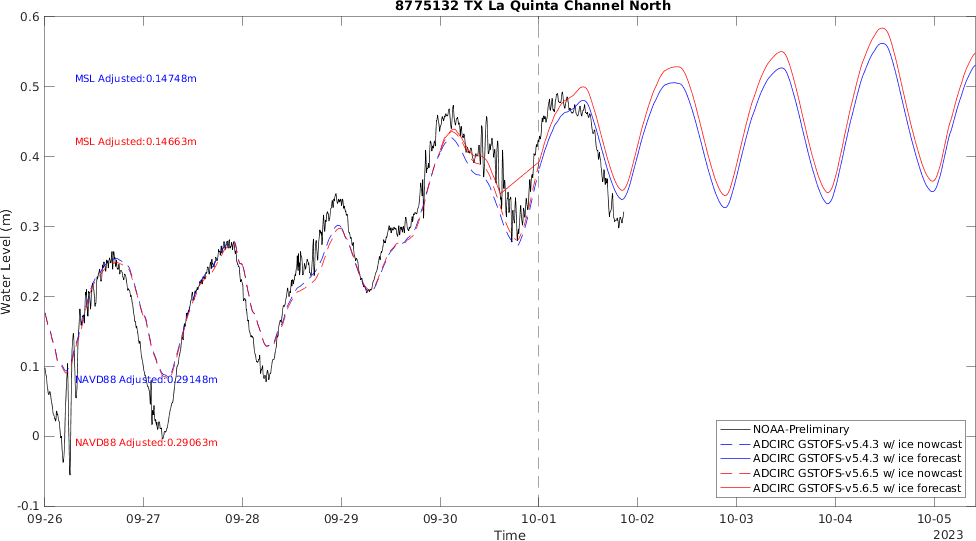 8775132 TX La Quinta Channel North
0.6
0.5
0.4
0.3
0.2
0.1
0
-0.1
Water Level (m)
MSL Adjusted:0.14748m
MSL Adjusted:0.14663m
NAVD88 Adjusted:0.29148m
NAVD88 Adjusted:0.29063m
NOAA-Preliminary
ADCIRC GSTOFS-v5.4.3 w/ ice nowcast
ADCIRC GSTOFS-v5.4.3 w/ ice forecast
ADCIRC GSTOFS-v5.6.5 w/ ice nowcast
ADCIRC GSTOFS-v5.6.5 w/ ice forecast
09-26 09-27 09-28 09-29 09-30 10-01 10-02 10-03 10-04 10-05
Time
2023